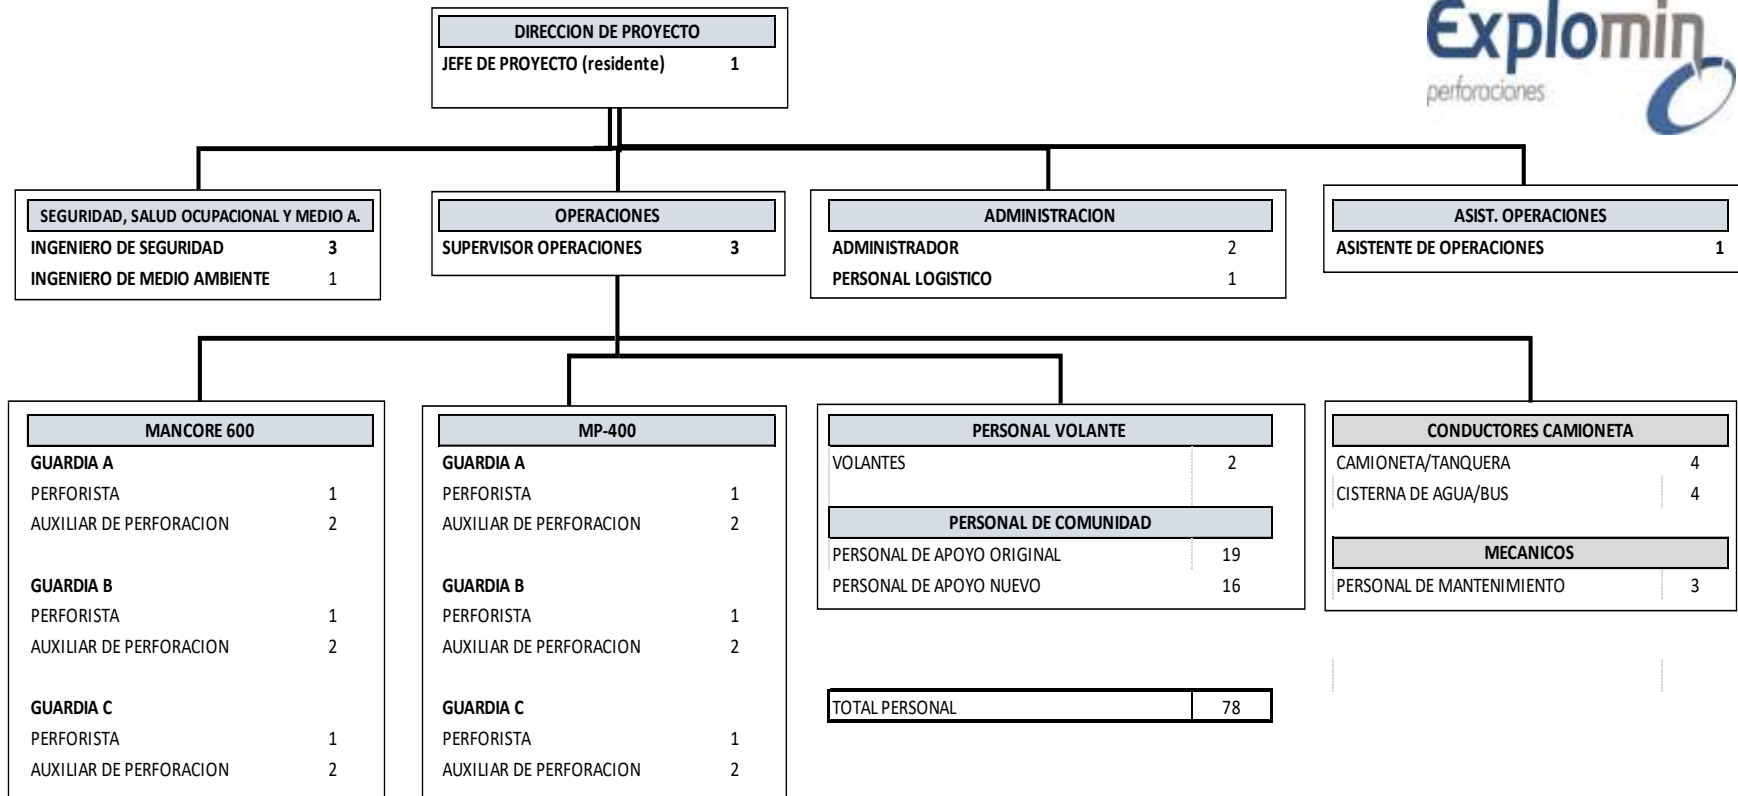 Explomin
perforaciones
DIRECCION DE PROYECTO
JEFE DE PROYECTO (residente) 1
SEGURIDAD, SALUD OCUPACIONAL Y MEDIO A.
INGENIERO DE SEGURIDAD 3
INGENIERO DE MEDIO AMBIENTE 1
OPERACIONES
SUPERVISOR OPERACIONES 3
ADMINISTRACION
ADMINISTRADOR 2
PERSONAL LOGISTICO 1
ASIST. OPERACIONES
ASISTENTE DE OPERACIONES 1
MANCORE 600
GUARDIA A
PERFORISTA 1
AUXILIAR DE PERFORACION 2
GUARDIA B
PERFORISTA 1
AUXILIAR DE PERFORACION 2
GUARDIA C
PERFORISTA 1
AUXILIAR DE PERFORACION 2
MP-400
GUARDIA A
PERFORISTA 1
AUXILIAR DE PERFORACION 2
GUARDIA B
PERFORISTA 1
AUXILIAR DE PERFORACION 2
GUARDIA C
PERFORISTA 1
AUXILIAR DE PERFORACION 2
PERSONAL VOLANTE
VOLANTES 2
PERSONAL DE COMUNIDAD
PERSONAL DE APOYO ORIGINAL 19
PERSONAL DE APOYO NUEVO 16
TOTAL PERSONAL 78
CONDUCTORES CAMIONETA
CAMIONETA/TANQUERA 4
CISTERNA DE AGUA/BUS 4
MECANICOS
PERSONAL DE MANTENIMIENTO 3